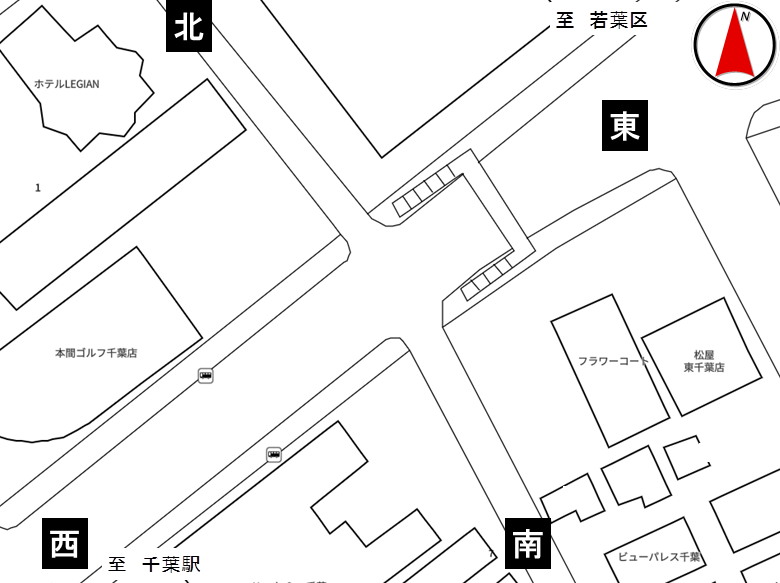 北
至 若葉区
N
ホテルLEGIAN
東
1
本間ゴルフ千葉店
フラワーコート
松屋
東千葉店
西
至 千葉駅
南
7
ビューパレス千葉